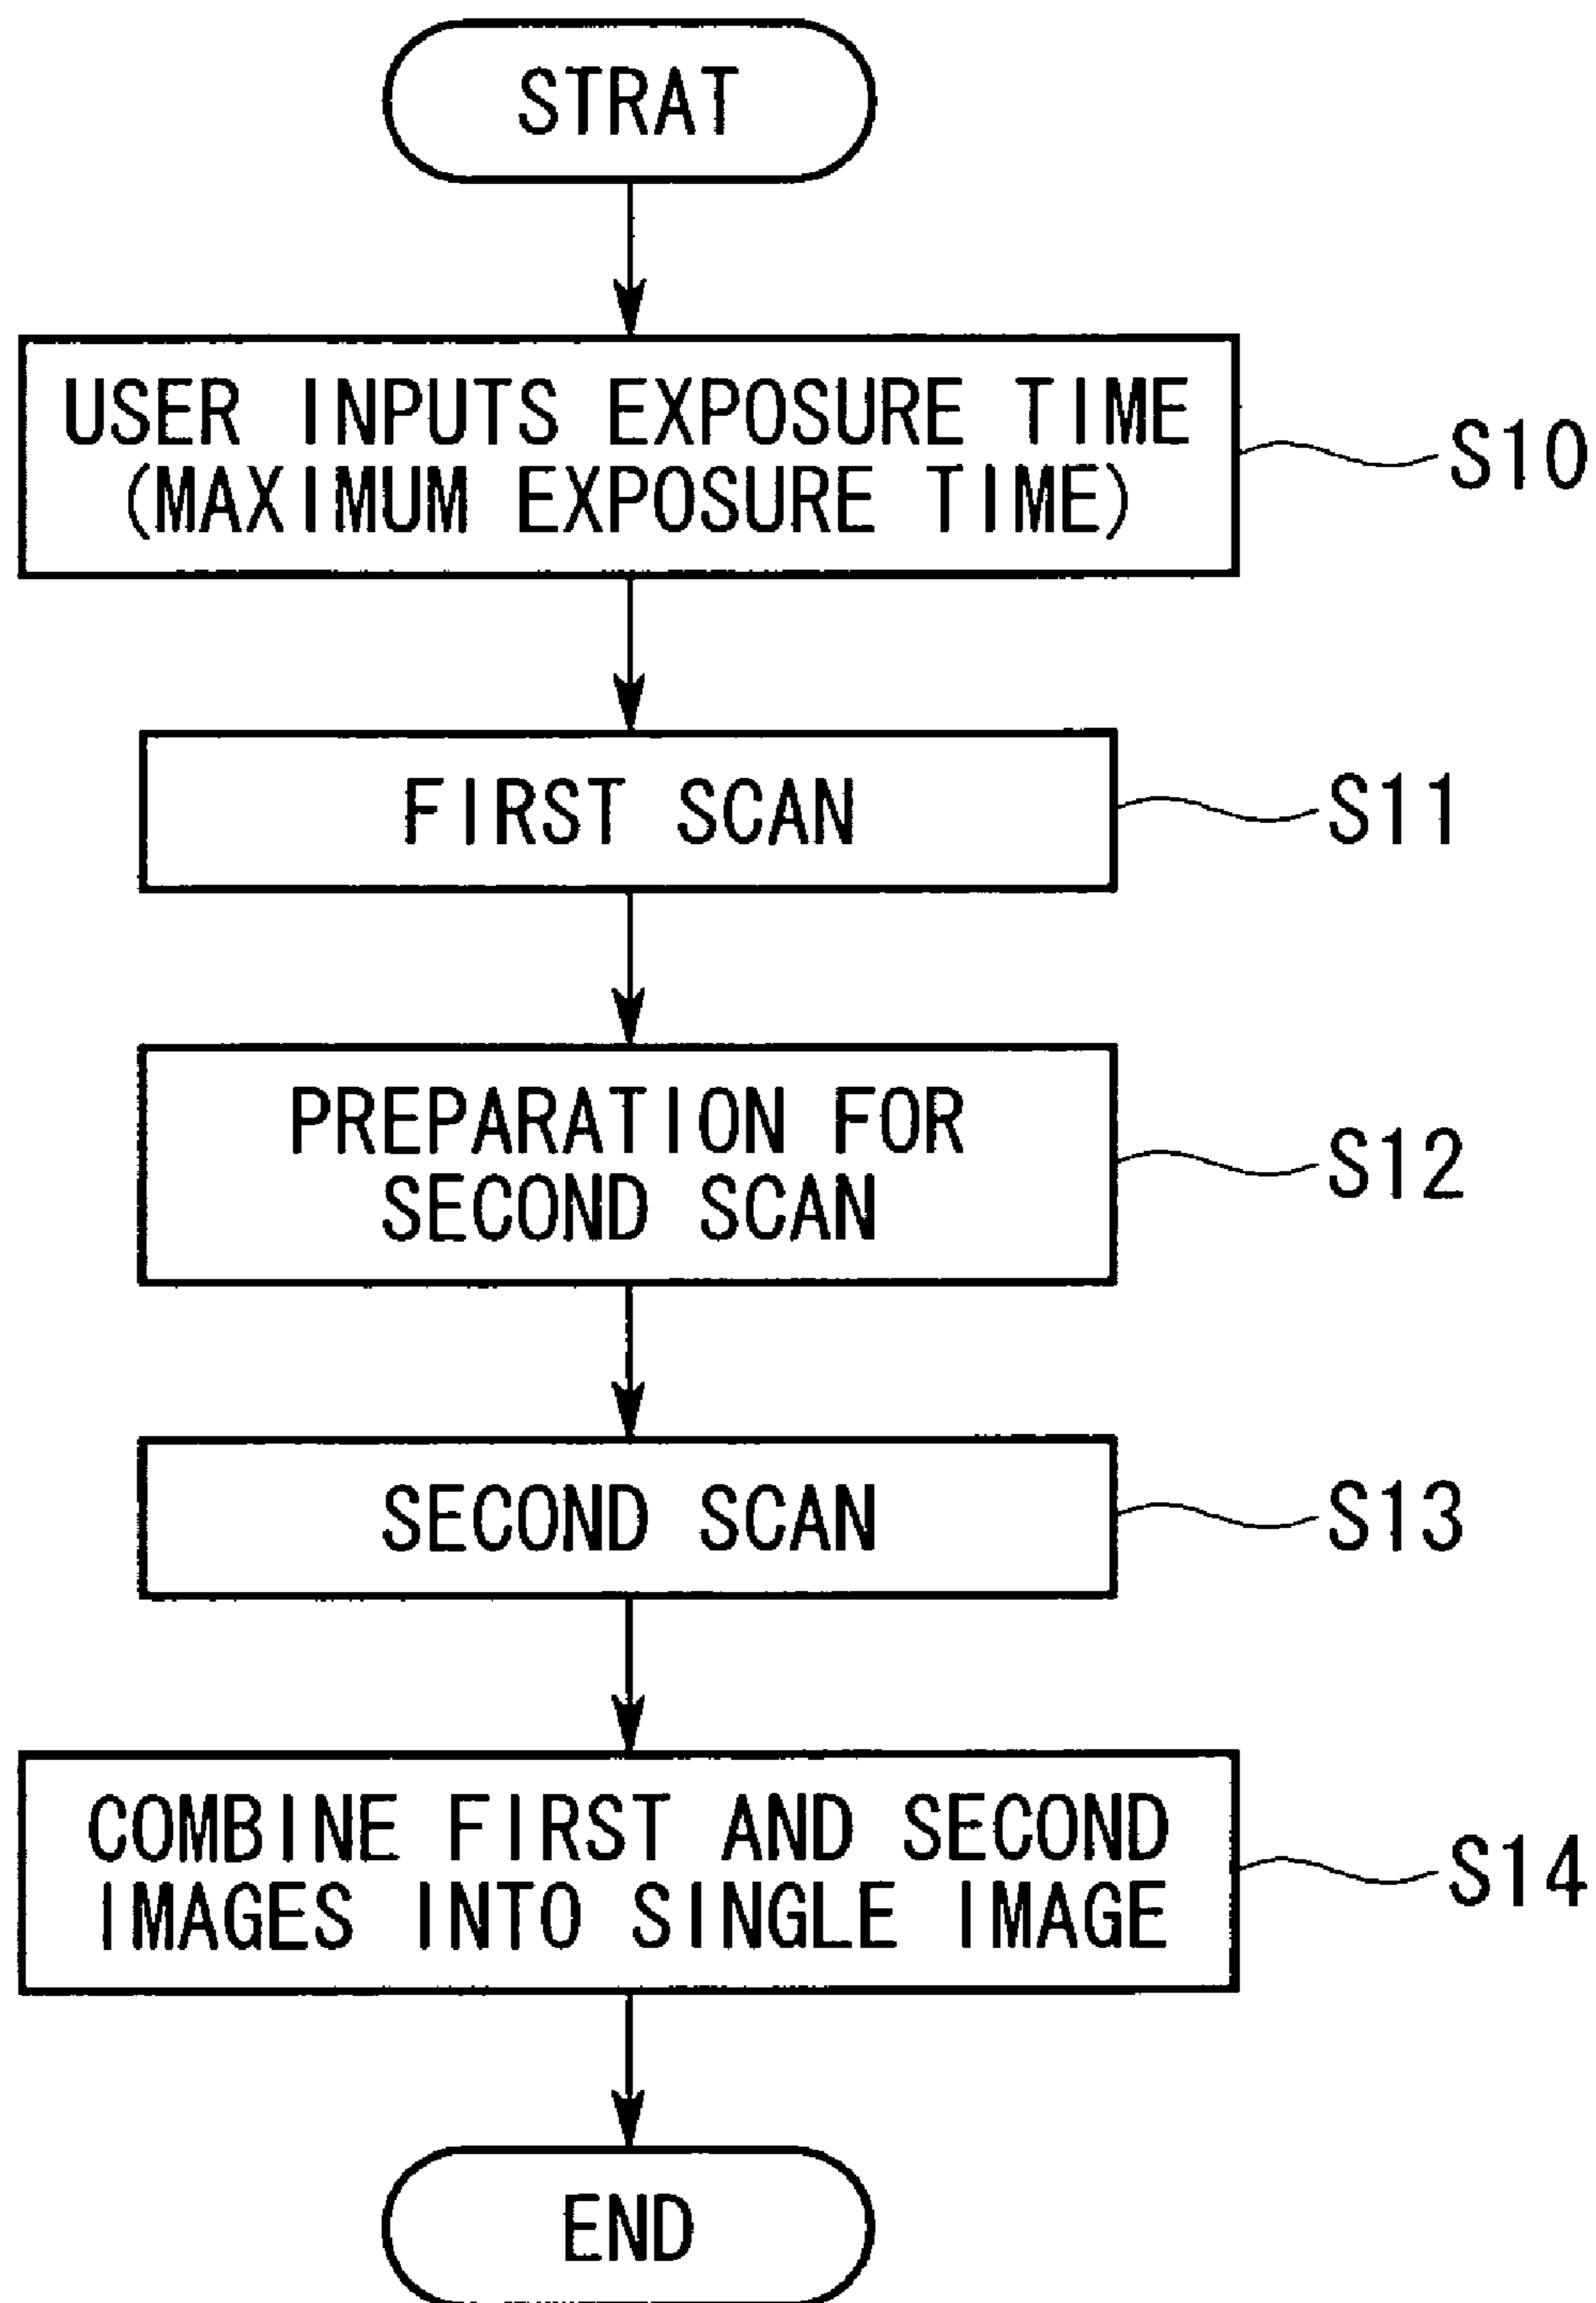 STRAT
USER INPUTS EXPOSURE TIME
(MAXIMUM EXPOSURE TIME)
S10
FIRST SCAN
S11
PREPARATION FOR
SECOND SCAN
S12
SECOND SCAN
S13
COMBINE FIRST AND SECOND
IMAGES INTO SINGLE IMAGE
S14
END